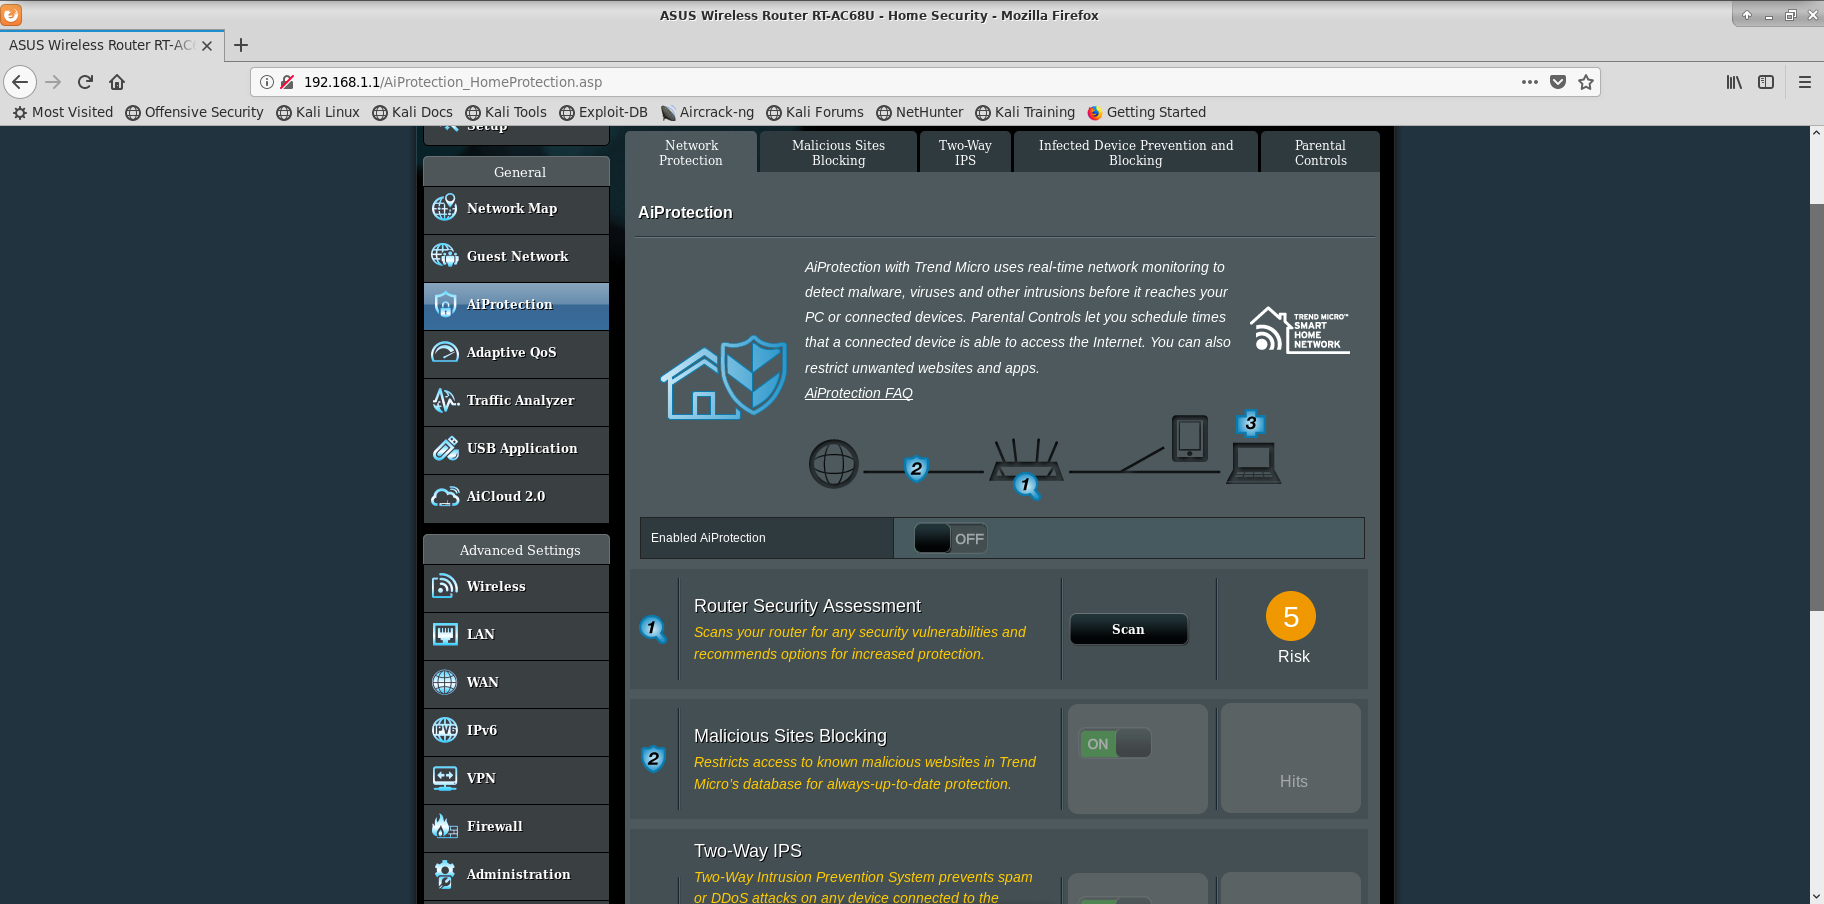 ASUS Wireless Router RT-AC68U - Home Security - Mozilla Firefox
ASUS Wireless Router RT-AC
192.168.1.1/AiProtection_HomeProtection.asp
Most Visited
Offensive Security
Kali Linux
Kali Docs
Kali Tools
Exploit-DB
Aircrack-ng
Kali Forums
NetHunter
Kali Training
Getting Started
Setup
General
Network Map
Guest Network
AiProtection
Adaptive QoS
Traffic Analyzer
USB Application
AiCloud 2.0
Advanced Settings
Wireless
LAN
WAN
IPv6
IPv6
VPN
Firewall
Administration
Network
Protection
Malicious Sites
Blocking
Two-Way
IPS
Infected Device Prevention and
Blocking
Parental
Controls
AiProtection
AiProtection with Trend Micro uses real-time network monitoring to
detect malware, viruses and other intrusions before it reaches your
PC or connected devices. Parental Controls let you schedule times
that a connected device is able to access the Internet. You can also
restrict unwanted websites and apps.
AiProtection FAQ
TREND MICRO™
SMART
HOME
NETWORK
2
1
3
Enabled AiProtection
OFF
1
Router Security Assessment
Scans your router for any security vulnerabilities and
recommends options for increased protection.
Scan
5
Risk
2
Malicious Sites Blocking
Restricts access to known malicious websites in Trend
Micro's database for always-up-to-date protection.
ON
Hits
Two-Way IPS
Two-Way Intrusion Prevention System prevents spam
or DDoS attacks on any device connected to the